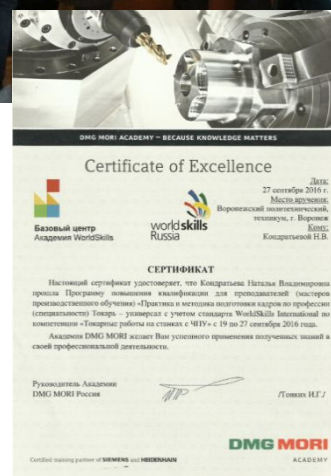 DMG MORI ACADEMY – BECAUSE KNOWLEDGE MATTERS
Certificate of Excellence
Дата:
27 сентября 2016 г.
Место вручения:
Воронежский политехнический,
техникум, г. Воронеж
Кому:
Кондратьевой Н.В.
Базовый центр
Академия WorldSkills
worldskills
Russia
СЕРТИФИКАТ
Настоящий сертификат удостоверяет, что Кондратьева Наталья Владимировна
прошла Программу повышения квалификации для преподавателей (мастеров
производственного обучения) «Практика и методика подготовки кадров по профессии
(специальности) Токарь – универсал с учетом стандарта WorldSkills International по
компетенции «Токарные работы на станках с ЧПУ» с 19 по 27 сентября 2016 года.
Академия DMG MORI желает Вам успешного применения полученных знаний в
своей профессиональной деятельности.
Руководитель Академии
DMG MORI Россия
/Тонких И.Г./
DMG MORI
ACADEMY
Certified training partner of SIEMENS and HEIDENHAIN